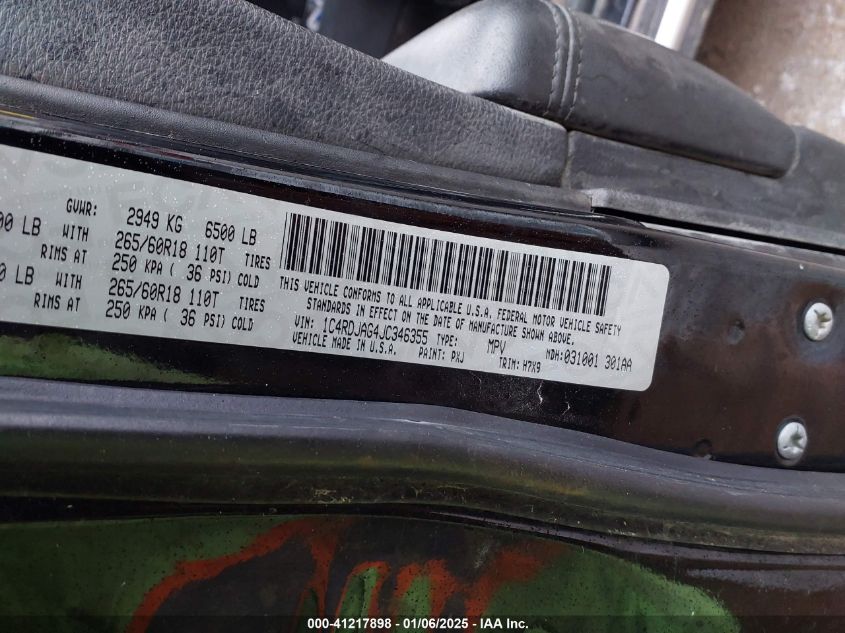 GVWR: 2949 KG 6500 LB
00 LB WITH 265/60R18 110T TIRES
RIMS AT 250 KPA ( 36 PSI) COLD
0 LB WITH 265/60R18 110T TIRES
RIMS AT 250 KPA ( 36 PSI) COLD
THIS VEHICLE CONFORMS TO ALL APPLICABLE U.S.A. FEDERAL MOTOR VEHICLE SAFETY
STANDARDS IN EFFECT ON THE DATE OF MANUFACTURE SHOWN ABOVE.
VIN: 1C4RDJAG4JC346355 TYPE: MPV MDH:031001 301AA
VEHICLE MADE IN U.S.A. PAINT: PXJ TRIM: H7X9
000-41217898 - 01/06/2025 - IAA Inc.